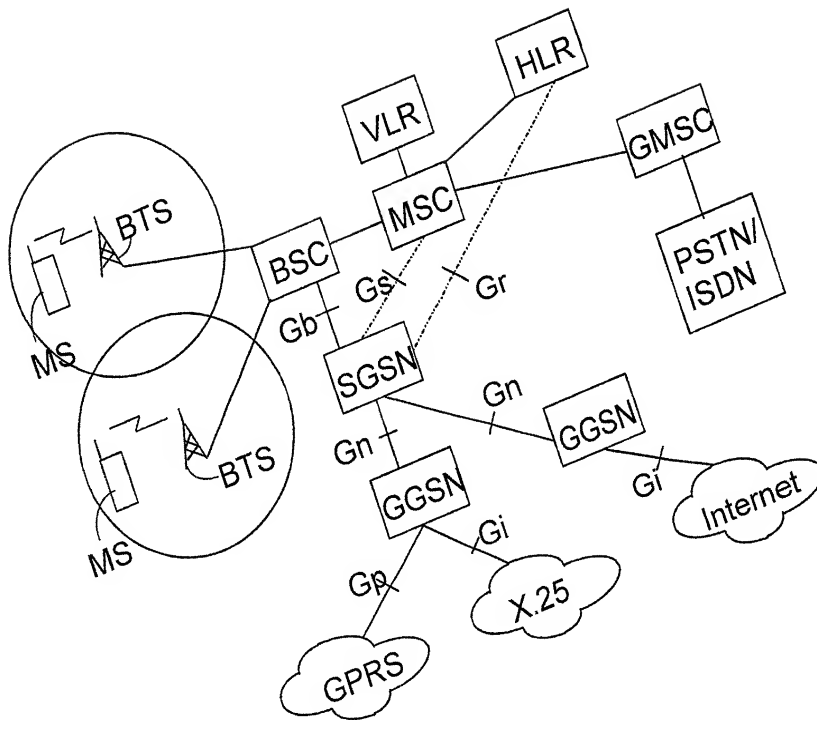 HLR
VLR
GMSC
MSC
BTS
PSTN/
ISDN
BSC
Gs
Gr
Gb
MS
SGSN
Gn
GGSN
Gn
BTS
Gi
Internet
GGSN
MS
Gi
Gp
X.25
GPRS